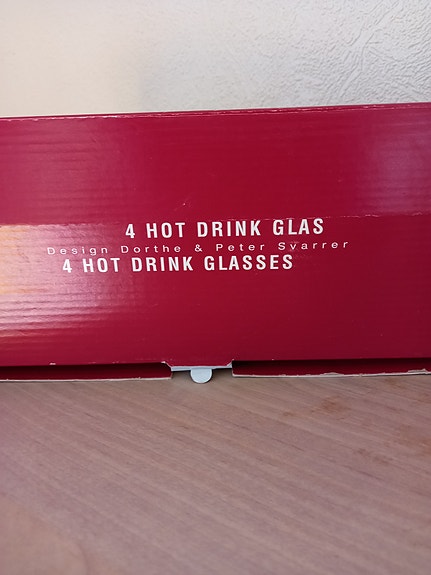 4 HOT DRINK GLAS
Design Dorthe & Peter Svarrer
4 HOT DRINK GLASSES